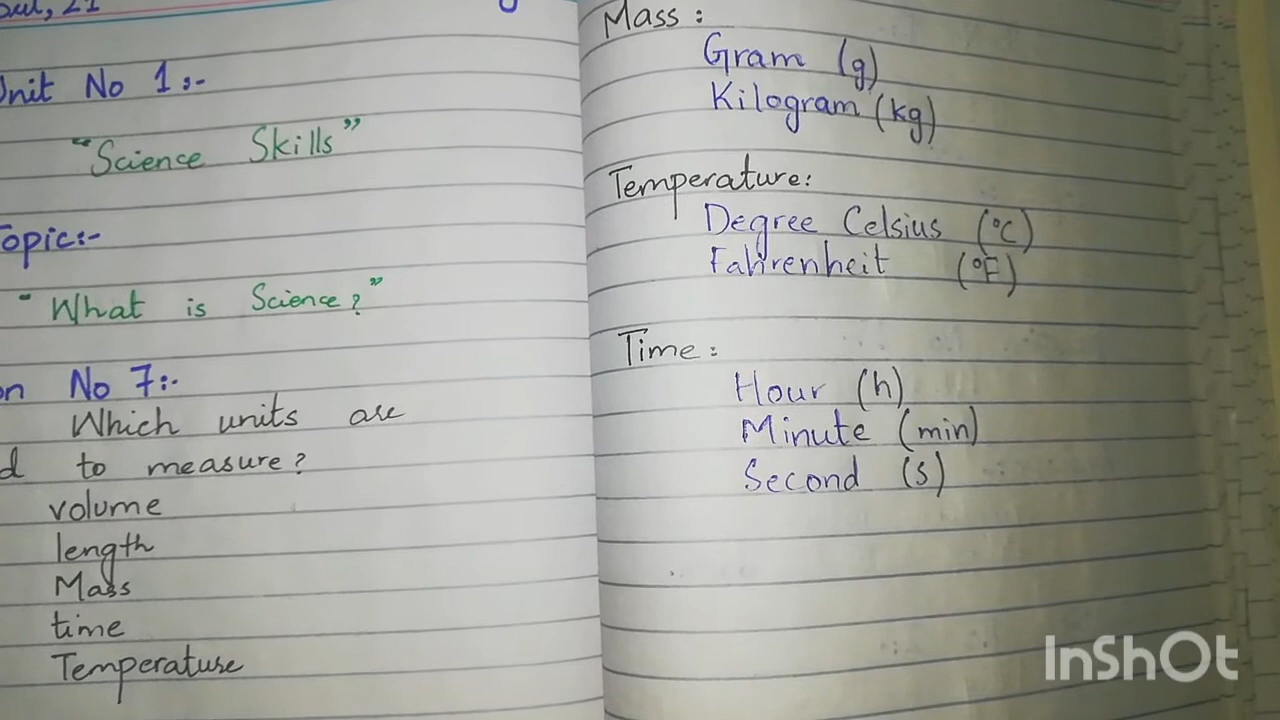 Unit No 1:-
"Science Skills"
Topic:-
"What is Science?"
No 7:-
Which units are
to measure?
volume
length
Mass
time
Temperature
Mass:
Gram (g)
Kilogram (kg)
Temperature:
Degree Celsius (°C)
Fahrenheit (°F)
Time:
Hour (h)
Minute (min)
Second (s)
InShOt